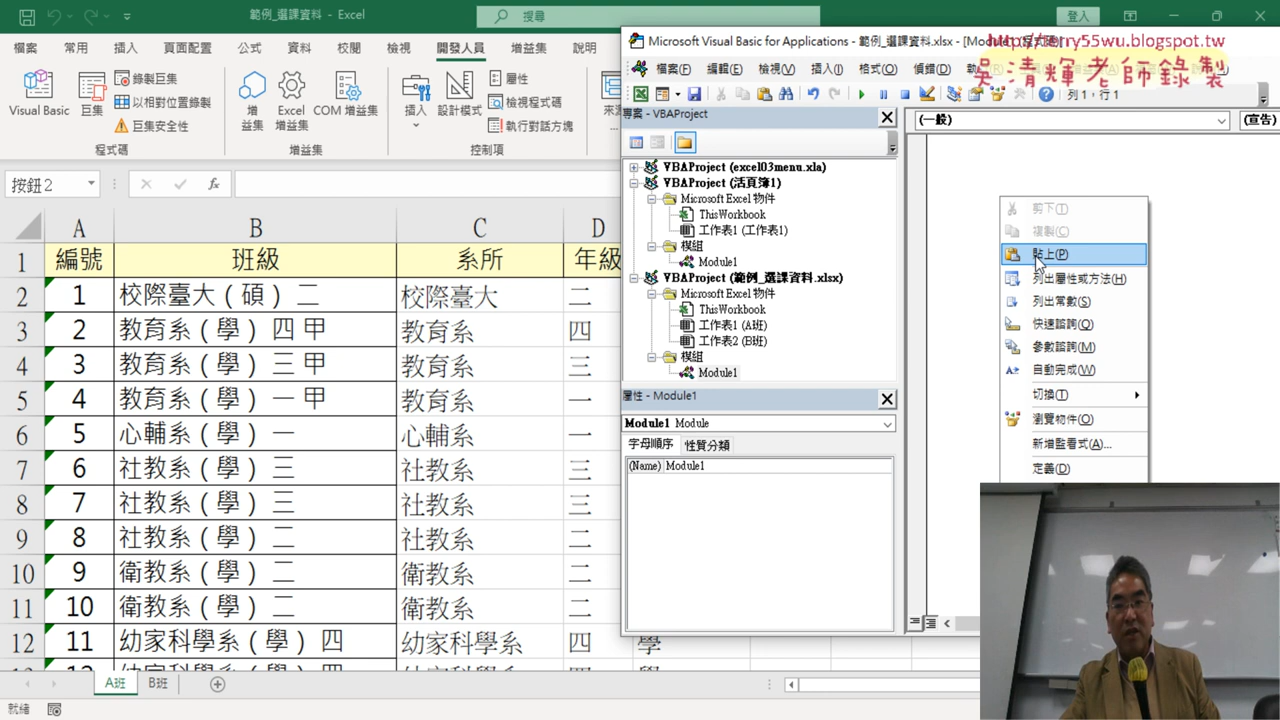 範例_選課資料 - Excel
搜尋
登入
檔案 常用 插入 頁面配置 公式 資料 校閱 檢視 開發人員 增益集 說明
Visual Basic
巨集
錄製巨集
以相對位置錄製
巨集安全性
程式碼
增益集
Excel 增益集
COM 增益集
增益集
插入
設計模式
屬性
檢視程式碼
執行對話方塊
控制項
按鈕2
fx
A B C D
1 編號 班級 系所 年級
2 1 校際臺大(碩) 二 校際臺大 二
3 2 教育系(學) 四 甲 教育系 四
4 3 教育系(學) 三 甲 教育系 三
5 4 教育系(學) 一 甲 教育系 一
6 5 心輔系(學) 一 心輔系 一
7 6 社教系(學) 三 社教系 三
8 7 社教系(學) 三 社教系 三
9 8 社教系(學) 二 社教系 二
10 9 衛教系(學) 二 衛教系 二
11 10 衛教系(學) 二 衛教系 二
12 11 幼家科學系(學) 四 幼家科學系 四 學
A班 B班
就緒
Microsoft Visual Basic for Applications - 範例_選課資料.xlsx - [Modu
http://terry55wu.blogspot.tw
吳清輝老師錄製
檔案(F) 編輯(E) 檢視(V) 插入(I) 格式(O) 偵錯(D)
列 1，行 1
專案 - VBAProject
VBAProject (excel03menu.xla)
VBAProject (活頁簿1)
Microsoft Excel 物件
ThisWorkbook
工作表1 (工作表1)
模組
Module1
VBAProject (範例_選課資料.xlsx)
Microsoft Excel 物件
ThisWorkbook
工作表1 (A班)
工作表2 (B班)
模組
Module1
屬性 - Module1
Module1 Module
字母順序 性質分類
(Name) Module1
(一般)
(宣告)
剪下(T)
複製(C)
貼上(P)
列出屬性或方法(H)
列出常數(S)
快速諮詢(Q)
參數諮詢(M)
自動完成(W)
切換(T)
瀏覽物件(O)
新增監看式(A)...
定義(D)